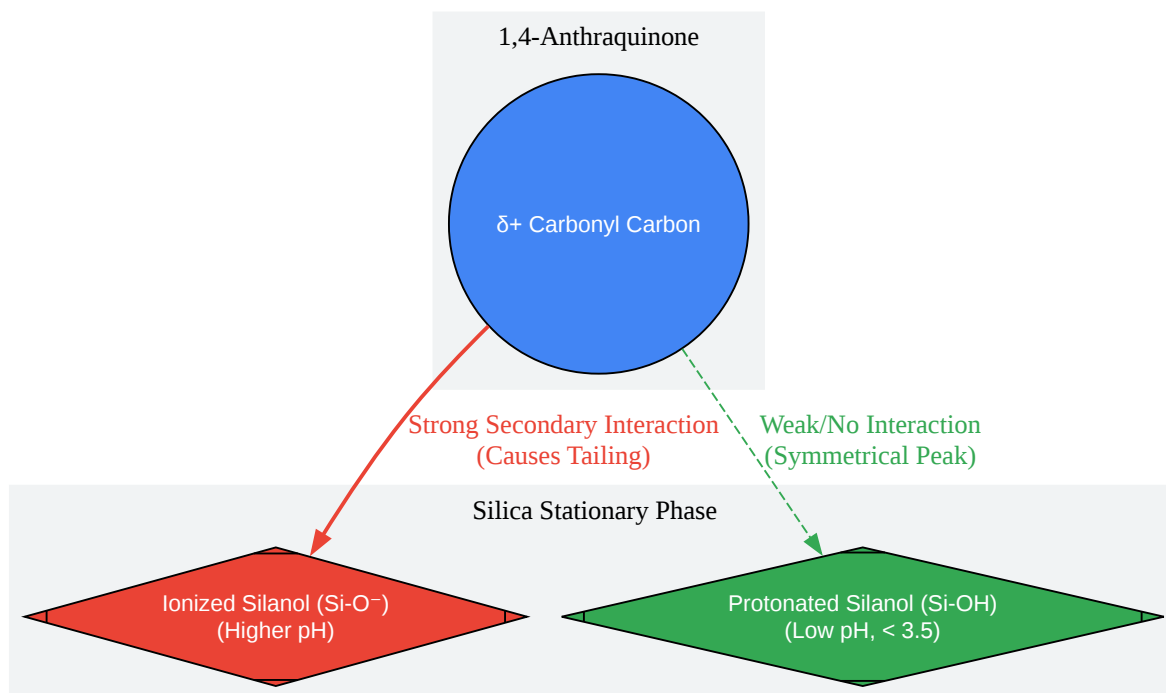 1,4-Anthraquinone
δ+ Carbonyl Carbon
Strong Secondary Interaction
(Causes Tailing)
Weak/No Interaction
(Symmetrical Peak)
Silica Stationary Phase
Ionized Silanol (Si-O⁻)
(Higher pH)
Protonated Silanol (Si-OH)
(Low pH, < 3.5)